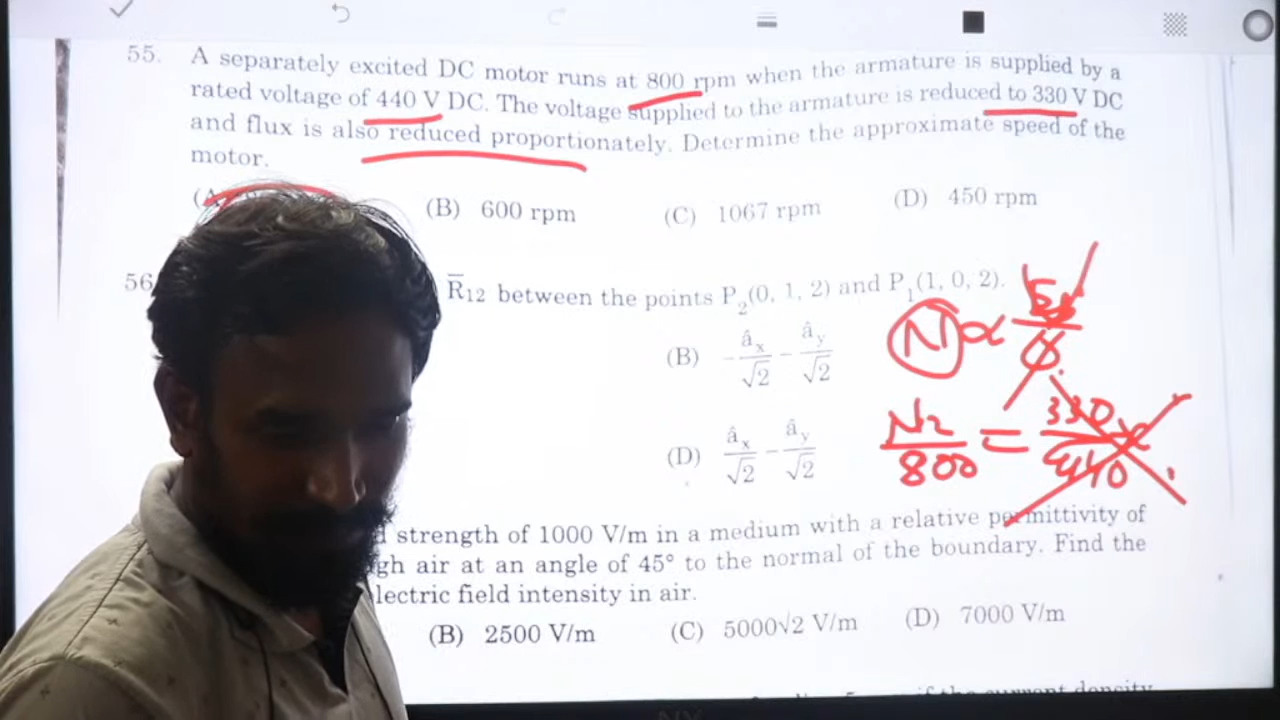 55. A separately excited DC motor runs at 800 rpm when the armature is supplied by a
rated voltage of 440 V DC. The voltage supplied to the armature is reduced to 330 V DC
and flux is also reduced proportionately. Determine the approximate speed of the
motor.
(A (B) 600 rpm (C) 1067 rpm (D) 450 rpm
56 R̅12 between the points P2(0, 1, 2) and P1(1, 0, 2).
(B) -âx/√2 - ây/√2
(D) âx/√2 - ây/√2
N ∝ Eb/ϕ
N2/800 = 330/440
strength of 1000 V/m in a medium with a relative permittivity of
gh air at an angle of 45° to the normal of the boundary. Find the
lectric field intensity in air.
(B) 2500 V/m (C) 5000√2 V/m (D) 7000 V/m